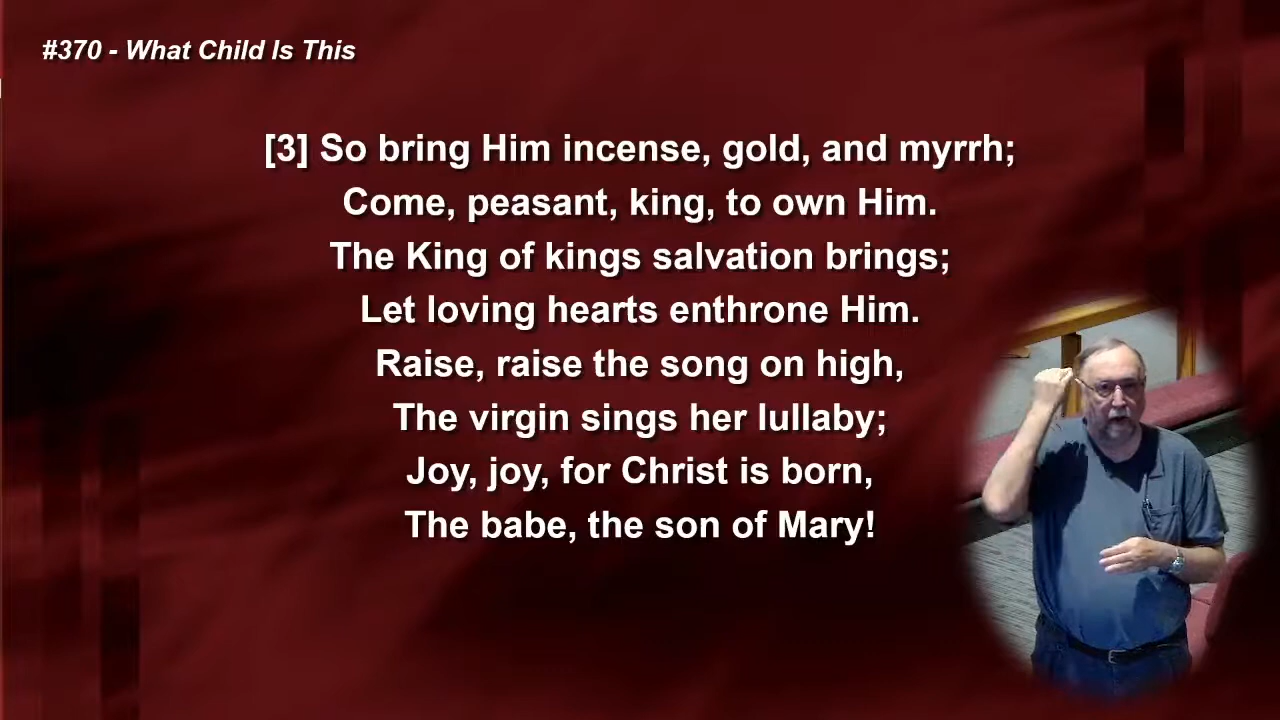 #370 - What Child Is This
[3] So bring Him incense, gold, and myrrh;
Come, peasant, king, to own Him.
The King of kings salvation brings;
Let loving hearts enthrone Him.
Raise, raise the song on high,
The virgin sings her lullaby;
Joy, joy, for Christ is born,
The babe, the son of Mary!